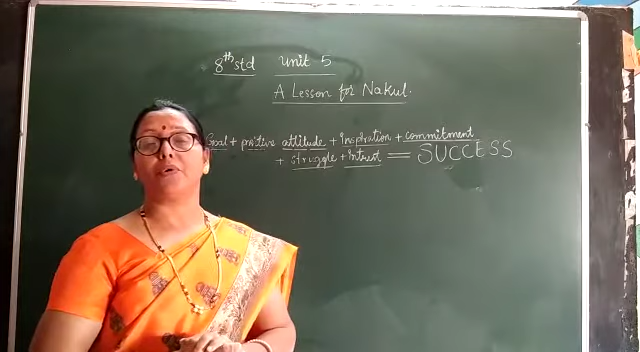 8th std Unit 5
A Lesson for Nakul.
Goal + positive attitude + Inspiration + commitment
+ struggle + Intrest = SUCCESS